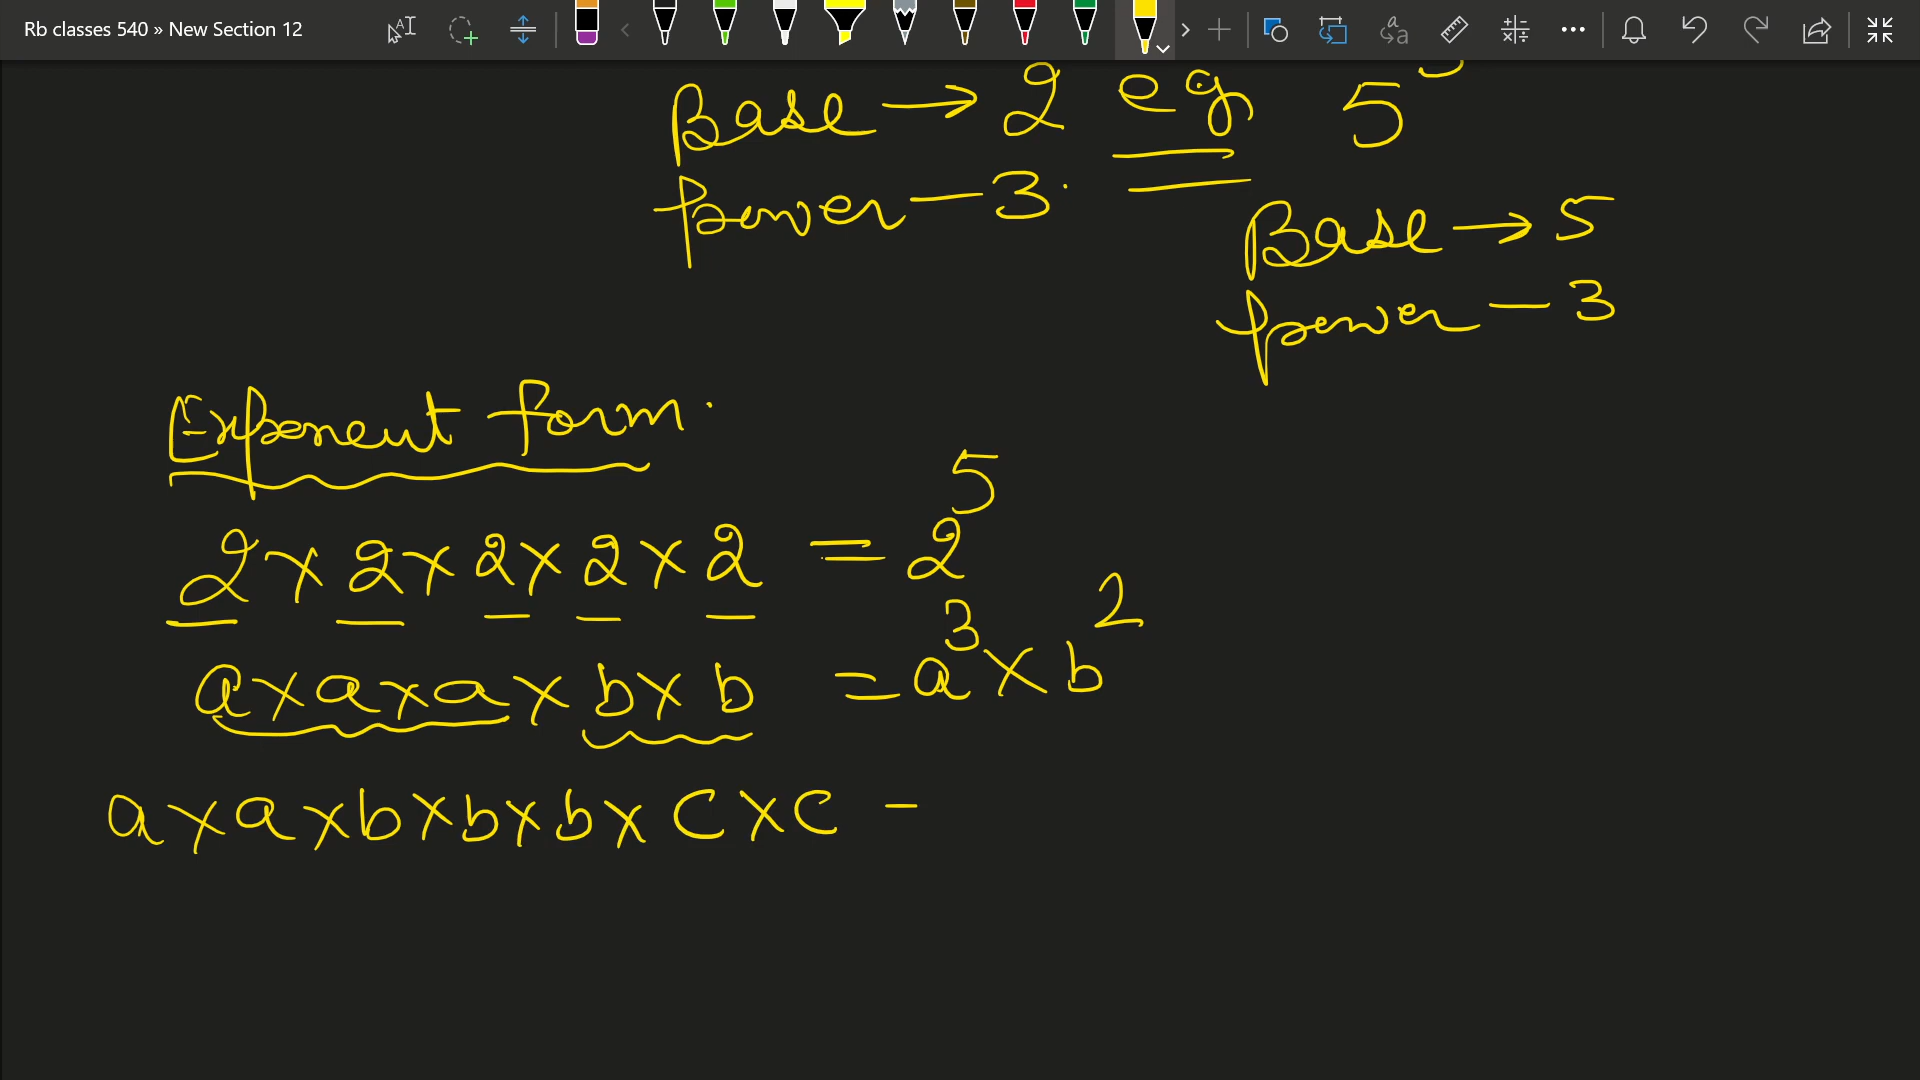 Rb classes 540 » New Section 12
Base → 2 eg 5³
power — 3.
Base → 5
power — 3
Exponent form.
2 × 2 × 2 × 2 × 2 = 2⁵
a × a × a × b × b = a³ × b²
a × a × b × b × b × c × c –